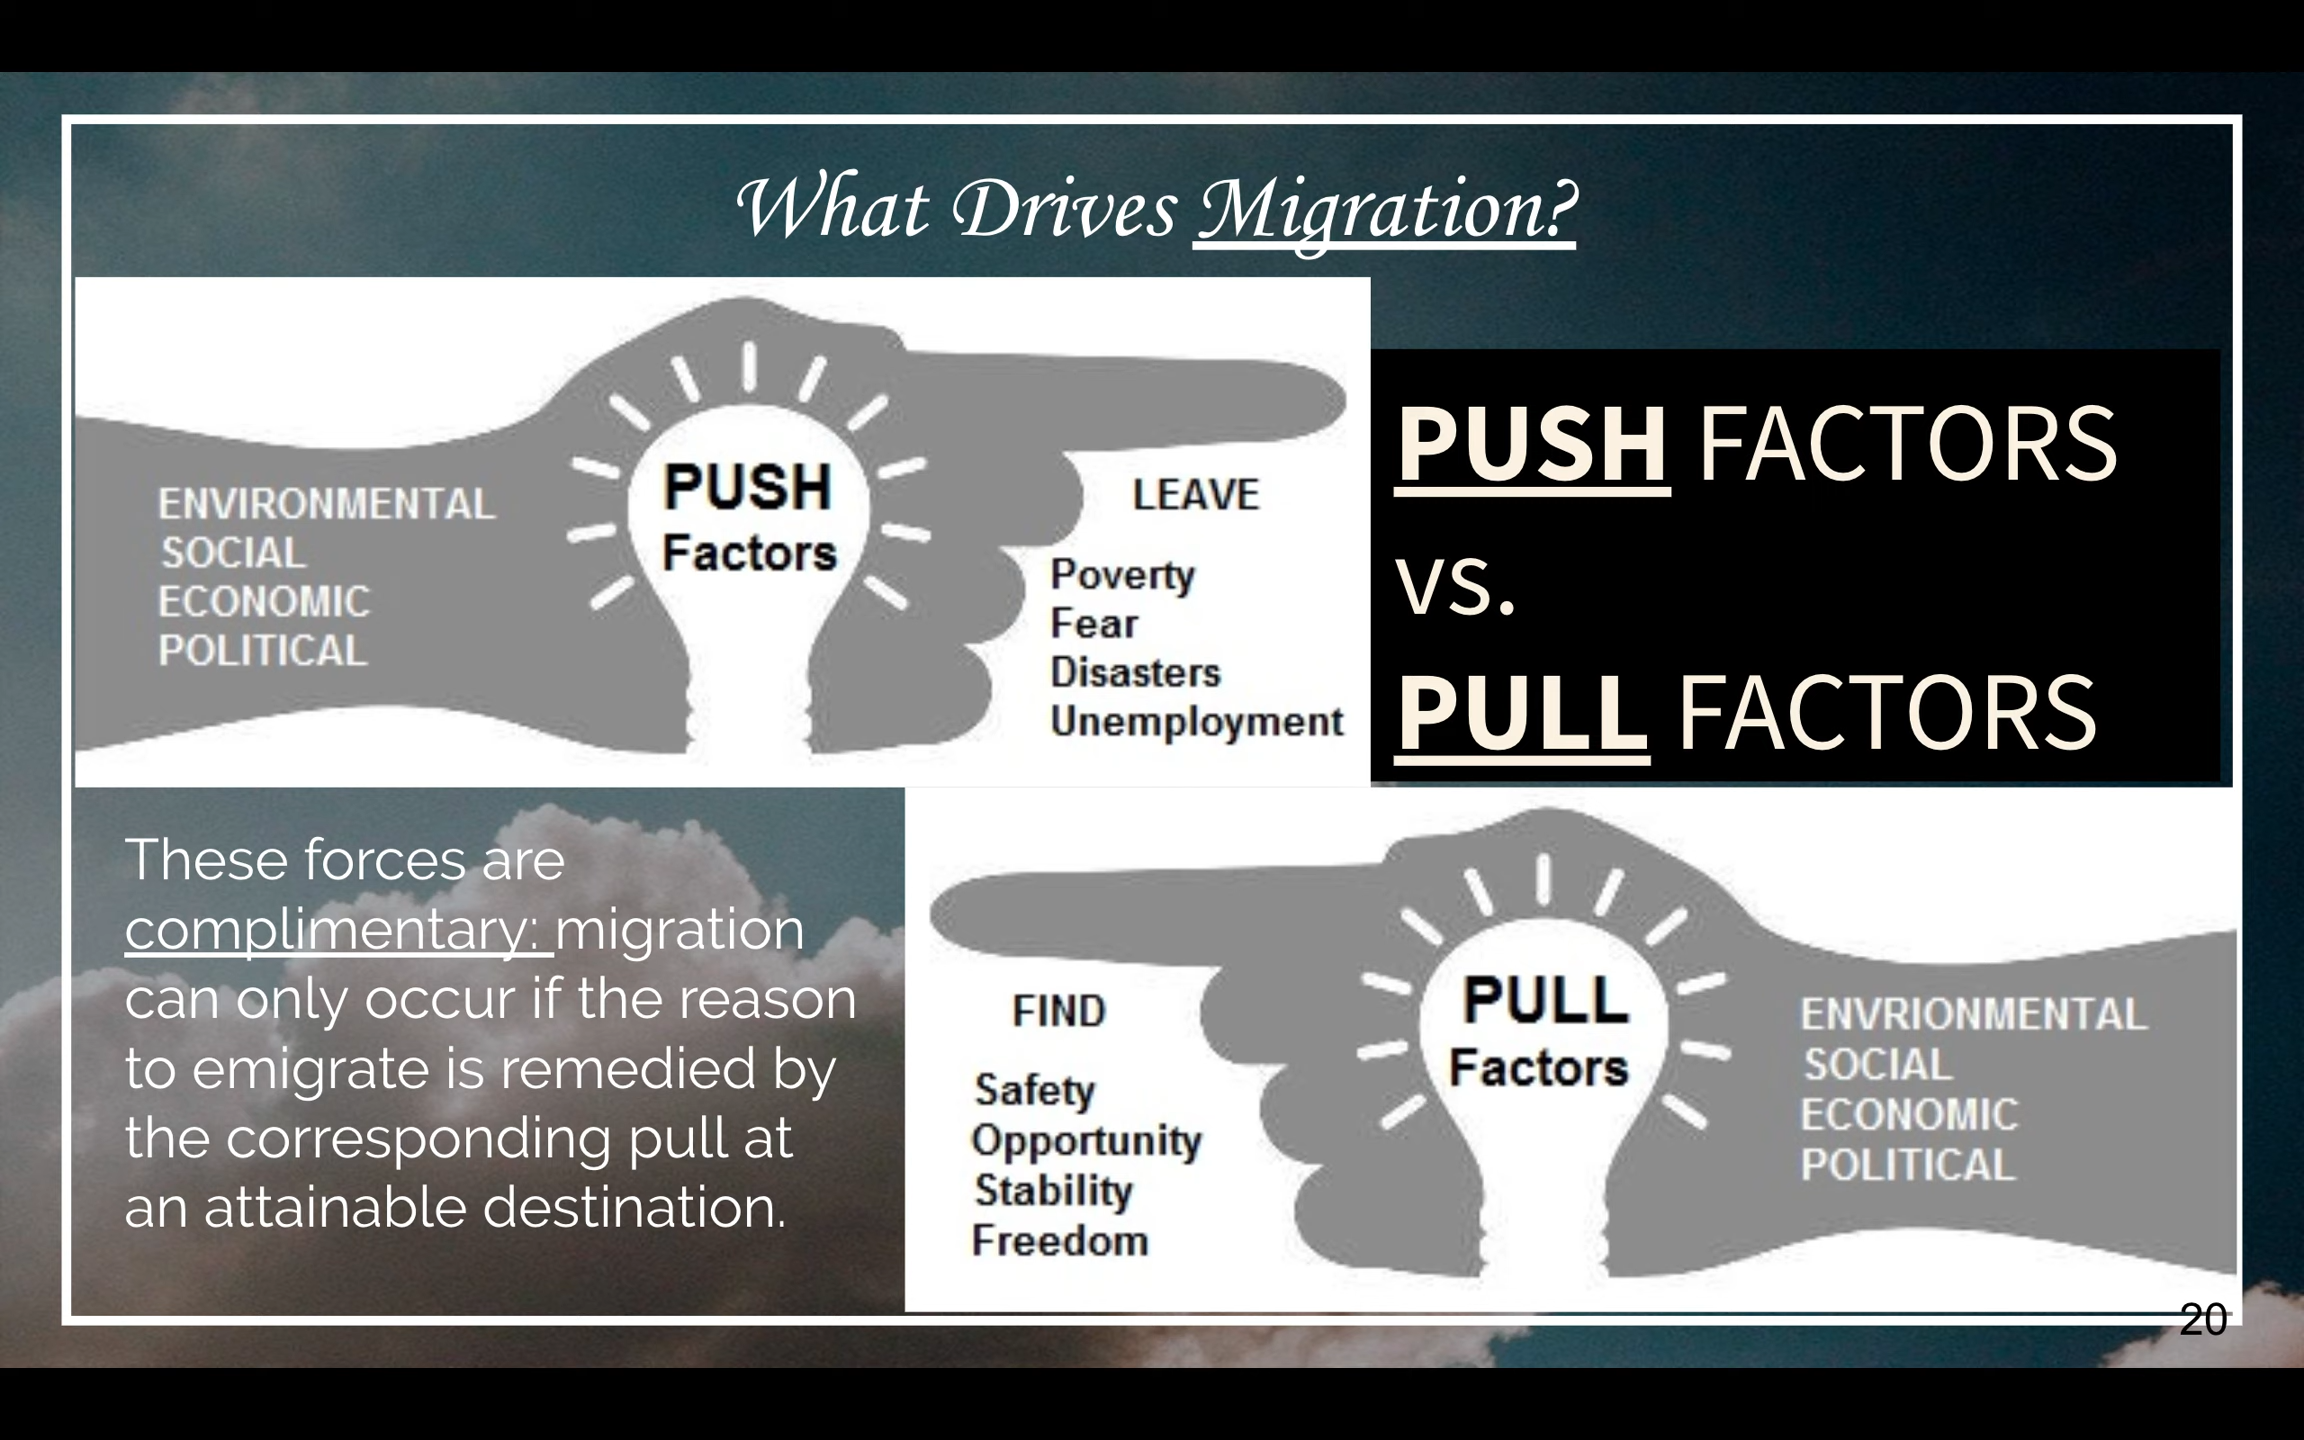 What Drives Migration?
ENVIRONMENTAL
SOCIAL
ECONOMIC
POLITICAL
PUSH
Factors
LEAVE
Poverty
Fear
Disasters
Unemployment
PUSH FACTORS
vs.
PULL FACTORS
These forces are
complimentary: migration
can only occur if the reason
to emigrate is remedied by
the corresponding pull at
an attainable destination.
FIND
Safety
Opportunity
Stability
Freedom
PULL
Factors
ENVRIONMENTAL
SOCIAL
ECONOMIC
POLITICAL
20